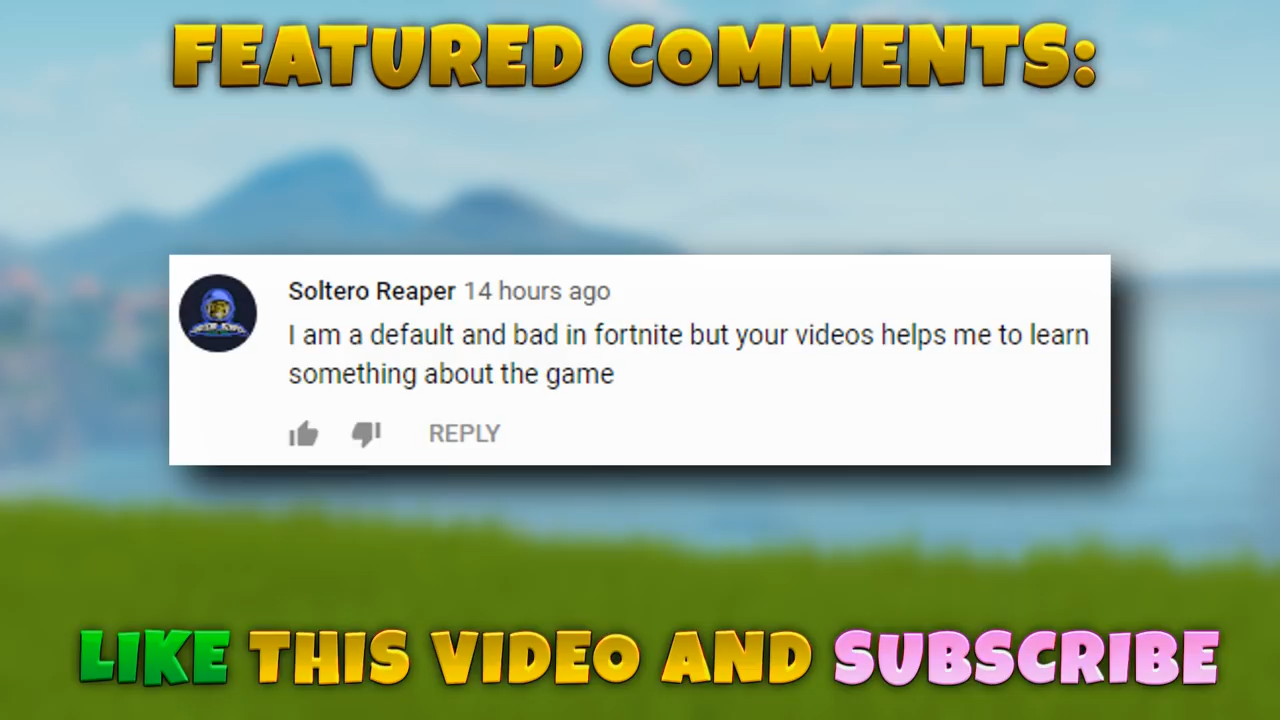 FEATURED COMMENTS:
Soltero Reaper 14 hours ago
I am a default and bad in fortnite but your videos helps me to learn
something about the game
REPLY
LIKE THIS VIDEO AND SUBSCRIBE